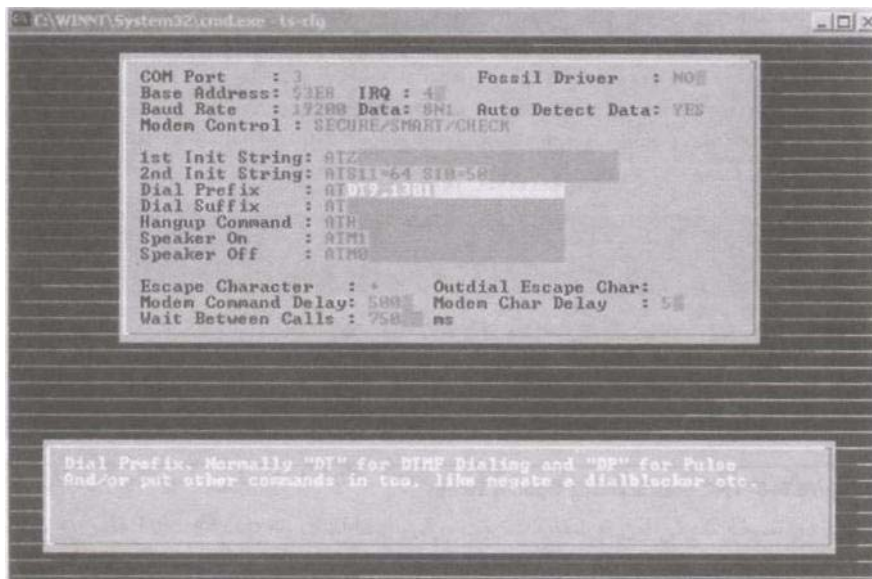 C:\WINNT\System32\cmd.exe - ts-cfg
COM Port : 3 Fossil Driver : NO
Base Address: $3E8 IRQ : 4
Baud Rate : 19200 Data: 8N1 Auto Detect Data: YES
Modem Control : SECURE/SMART/CHECK
1st Init String: ATZ
2nd Init String: ATS11=64 S10=50
Dial Prefix : ATDT9,1301
Dial Suffix : AT
Hangup Command : ATH
Speaker On : ATM1
Speaker Off : ATM0
Escape Character : + Outdial Escape Char:
Modem Command Delay: 500 Modem Char Delay : 5
Wait Between Calls : 750 ms
Dial Prefix. Normally "DT" for DTMF Dialing and "DP" for Pulse
And/or put other commands in too, like negate a dialblocker etc.